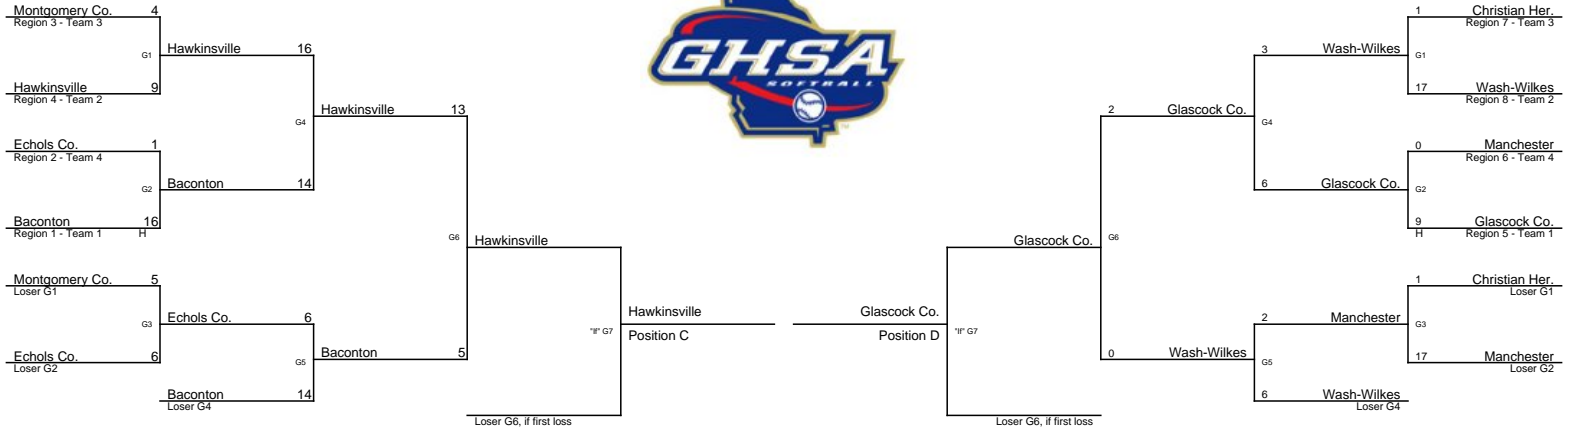 Montgomery Co. 4
Region 3 - Team 3
G1
Hawkinsville 16
Hawkinsville 9
Region 4 - Team 2
G4
Hawkinsville 13
Echols Co. 1
Region 2 - Team 4
G2
Baconton 14
Baconton 16
Region 1 - Team 1 H
G6
Hawkinsville
Montgomery Co. 5
Loser G1
G3
Echols Co. 6
Echols Co. 6
Loser G2
G5
Baconton 5
Baconton 14
Loser G4
Loser G6, if first loss
"If" G7
Hawkinsville
Position C
GHSA
SOFTBALL
Glascock Co.
Position D
"If" G7
Glascock Co.
Loser G6, if first loss
G6
2 Glascock Co.
0 Wash-Wilkes
G4
3 Wash-Wilkes
6 Glascock Co.
G5
2 Manchester
6 Wash-Wilkes
Loser G4
1 Christian Her.
Region 7 - Team 3
G1
17 Wash-Wilkes
Region 8 - Team 2
0 Manchester
Region 6 - Team 4
G2
9 Glascock Co.
H Region 5 - Team 1
1 Christian Her.
Loser G1
G3
17 Manchester
Loser G2